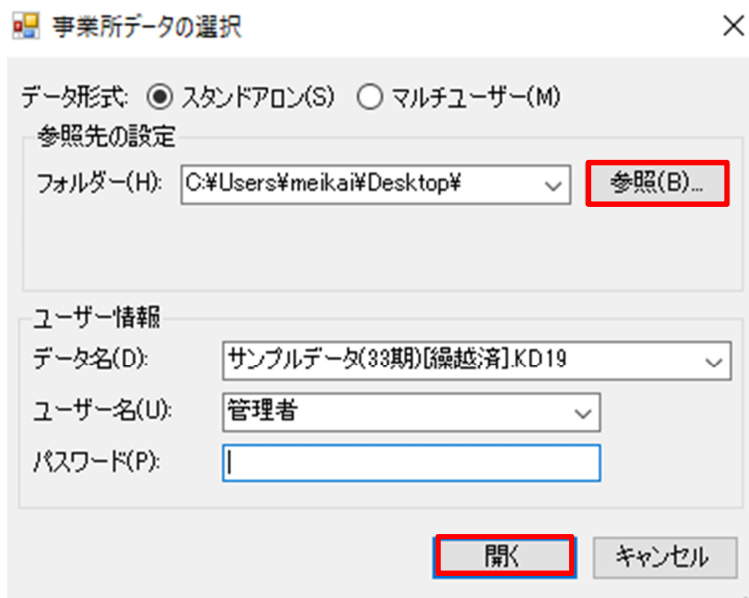 事業所データの選択
データ形式: スタンドアロン(S) マルチユーザー(M)
参照先の設定
フォルダー(H): C:¥Users¥meikai¥Desktop¥ 参照(B)...
ユーザー情報
データ名(D): サンプルデータ(33期)[繰越済].KD19
ユーザー名(U): 管理者
パスワード(P):
開く キャンセル